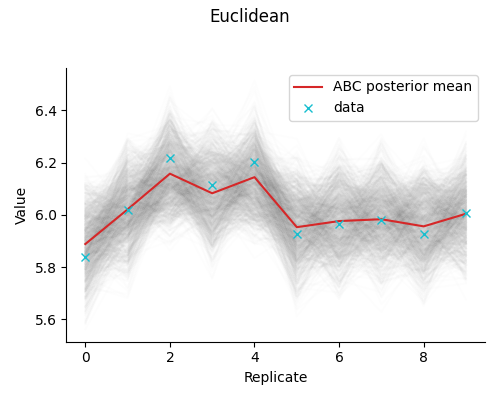 Euclidean
ABC posterior mean
data
6.4
6.2
6.0
5.8
5.6
Value
0 2 4 6 8
Replicate